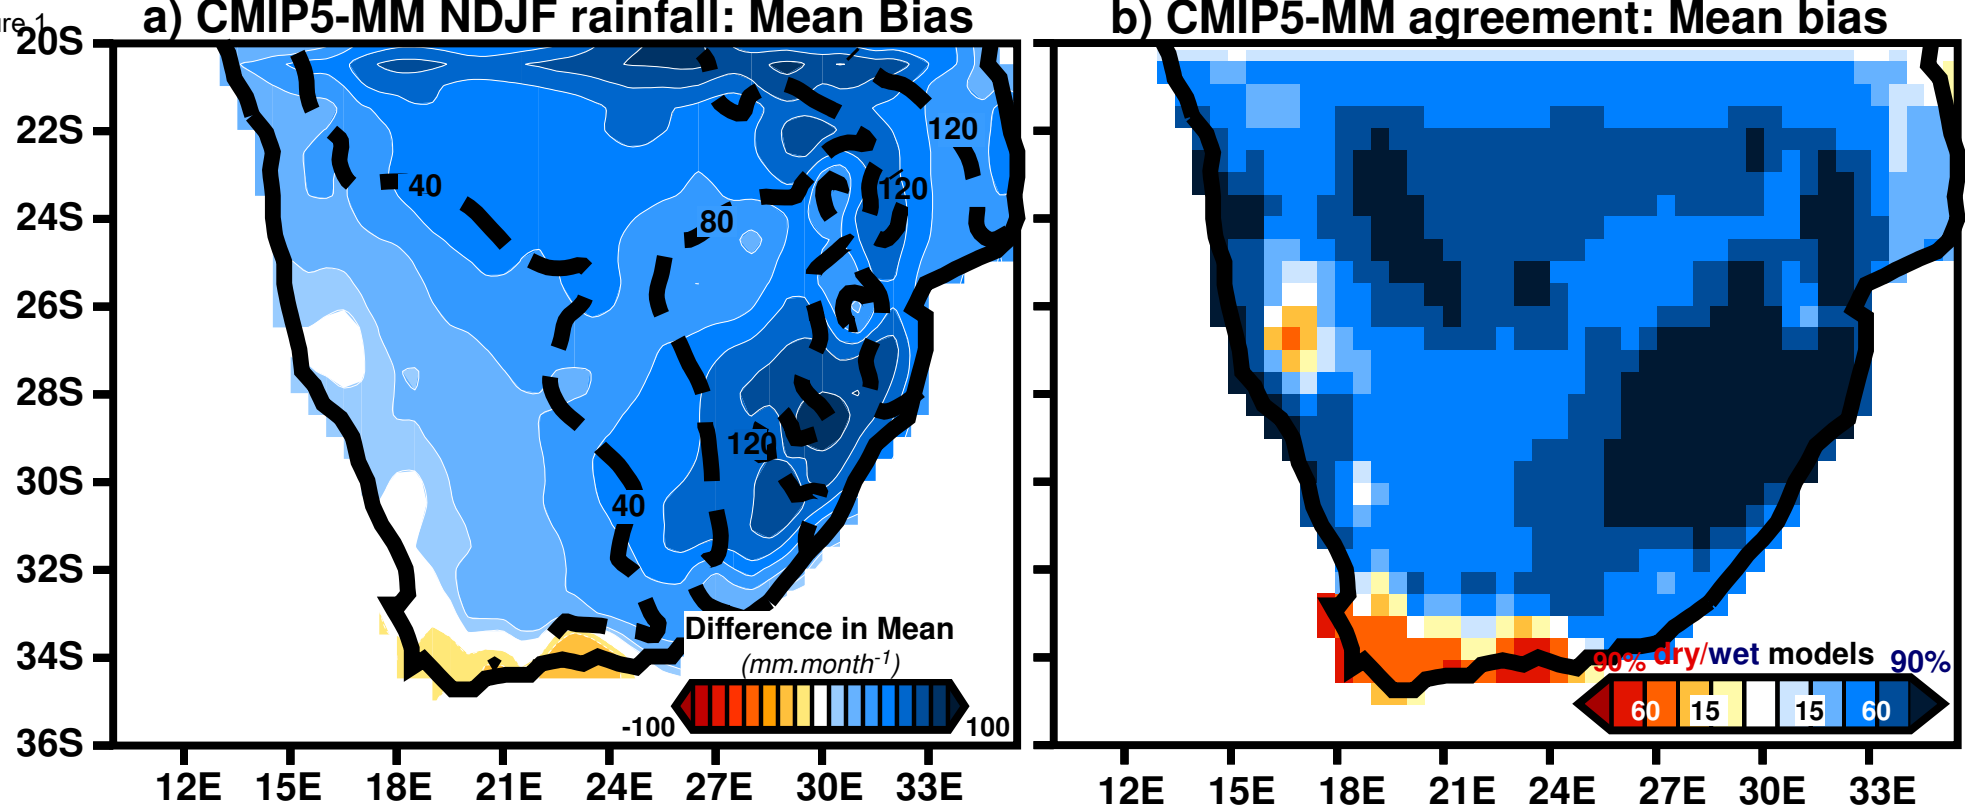 re 1
a) CMIP5-MM NDJF rainfall: Mean Bias
b) CMIP5-MM agreement: Mean bias
20S
22S
24S
26S
28S
30S
32S
34S
36S
40
80
120
120
120
40
Difference in Mean
(mm.month-1)
-100
100
12E 15E 18E 21E 24E 27E 30E 33E
90% dry/wet models 90%
60 15 15 60
12E 15E 18E 21E 24E 27E 30E 33E